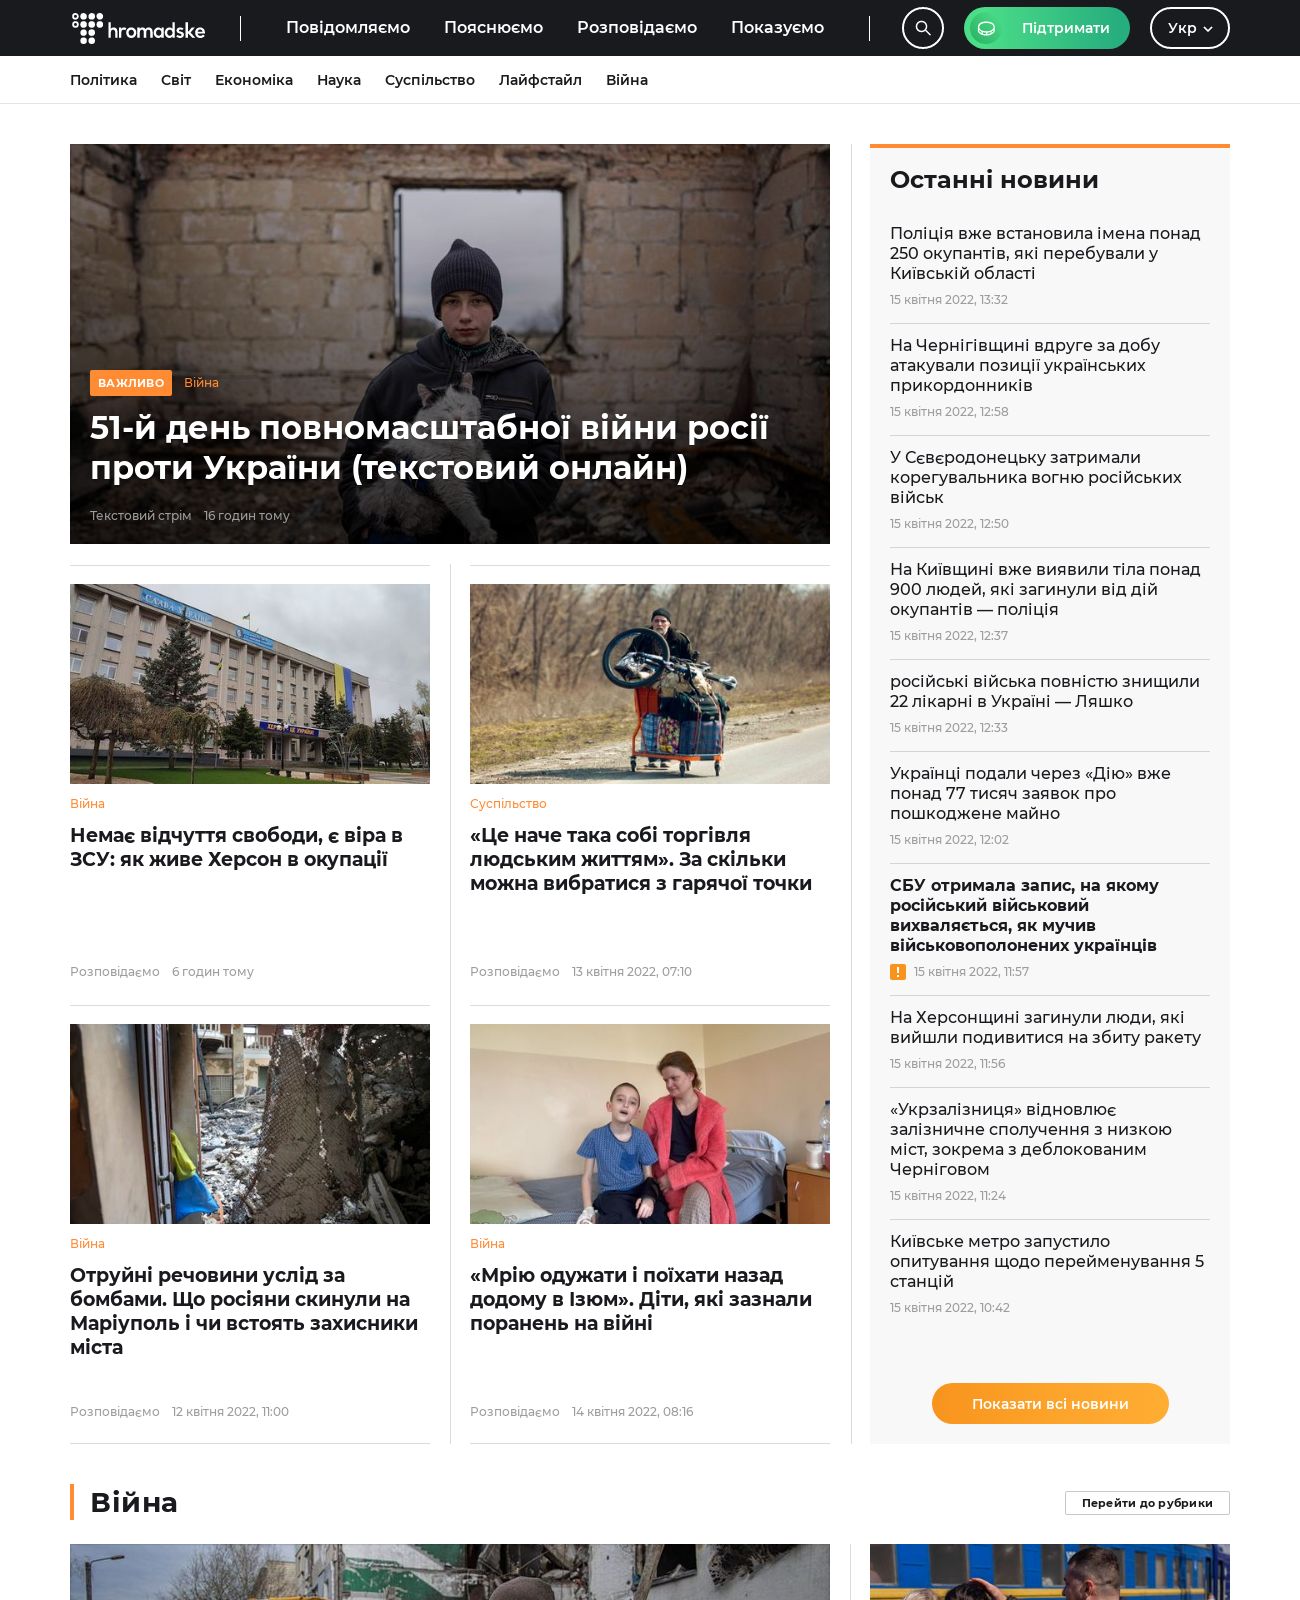 hromadske
Повідомляємо Пояснюємо Розповідаємо Показуємо
Підтримати
Укр
Політика Світ Економіка Наука Суспільство Лайфстайл Війна
ВАЖЛИВО Війна
51-й день повномасштабної війни росії
проти України (текстовий онлайн)
Текстовий стрім 16 годин тому
Війна
Немає відчуття свободи, є віра в
ЗСУ: як живе Херсон в окупації
Розповідаємо 6 годин тому
Суспільство
«Це наче така собі торгівля
людським життям». За скільки
можна вибратися з гарячої точки
Розповідаємо 13 квітня 2022, 07:10
Війна
Отруйні речовини услід за
бомбами. Що росіяни скинули на
Маріуполь і чи встоять захисники
міста
Розповідаємо 12 квітня 2022, 11:00
Війна
«Мрію одужати і поїхати назад
додому в Ізюм». Діти, які зазнали
поранень на війні
Розповідаємо 14 квітня 2022, 08:16
Останні новини
Поліція вже встановила імена понад
250 окупантів, які перебували у
Київській області
15 квітня 2022, 13:32
На Чернігівщині вдруге за добу
атакували позиції українських
прикордонників
15 квітня 2022, 12:58
У Сєвєродонецьку затримали
корегувальника вогню російських
військ
15 квітня 2022, 12:50
На Київщині вже виявили тіла понад
900 людей, які загинули від дій
окупантів — поліція
15 квітня 2022, 12:37
російські війська повністю знищили
22 лікарні в Україні — Ляшко
15 квітня 2022, 12:33
Українці подали через «Дію» вже
понад 77 тисяч заявок про
пошкоджене майно
15 квітня 2022, 12:02
СБУ отримала запис, на якому
російський військовий
вихваляється, як мучив
військовополонених українців
15 квітня 2022, 11:57
На Херсонщині загинули люди, які
вийшли подивитися на збиту ракету
15 квітня 2022, 11:56
«Укрзалізниця» відновлює
залізничне сполучення з низкою
міст, зокрема з деблокованим
Черніговом
15 квітня 2022, 11:24
Київське метро запустило
опитування щодо перейменування 5
станцій
15 квітня 2022, 10:42
Показати всі новини
Війна
Перейти до рубрики